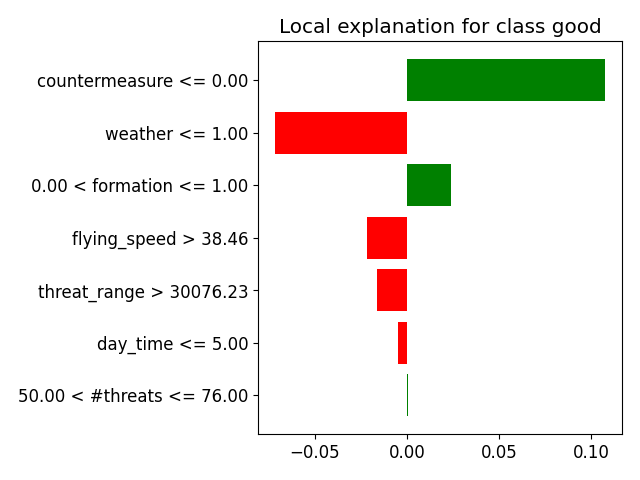 Local explanation for class good
countermeasure <= 0.00
weather <= 1.00
0.00 < formation <= 1.00
flying_speed > 38.46
threat_range > 30076.23
day_time <= 5.00
50.00 < #threats <= 76.00
−0.05 0.00 0.05 0.10